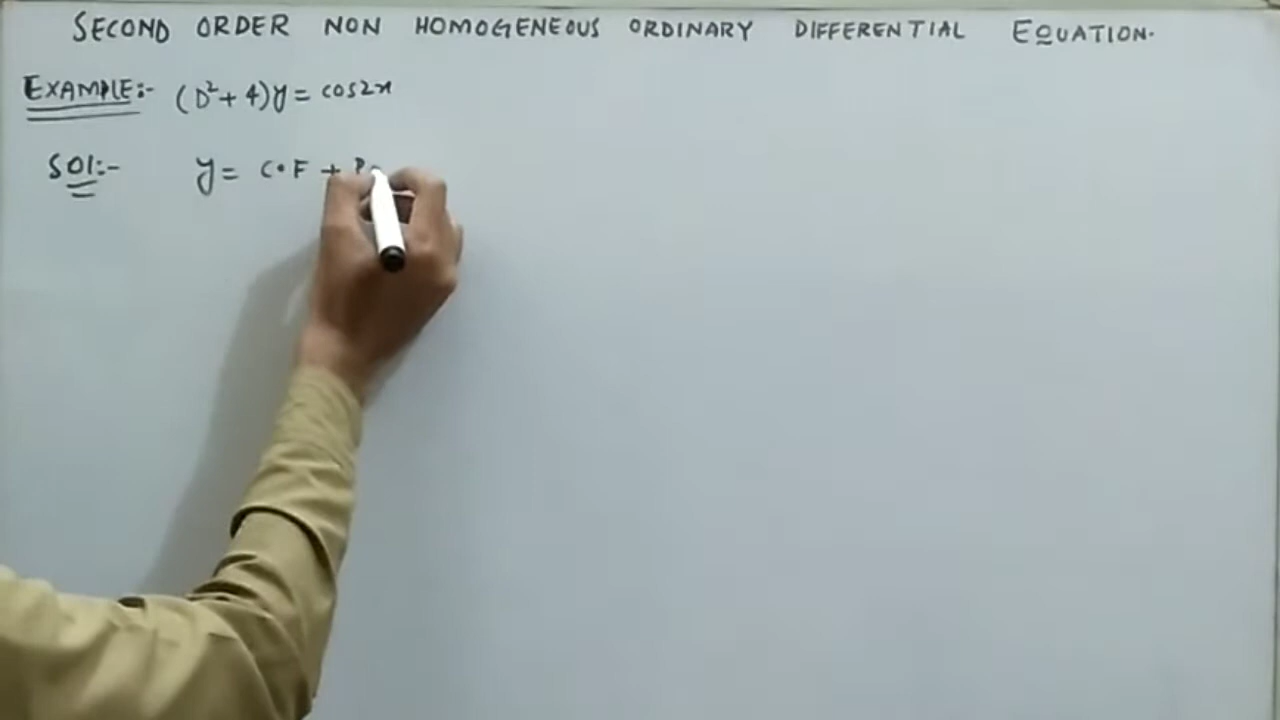 SECOND ORDER NON HOMOGENEOUS ORDINARY DIFFERENTIAL EQUATION.
EXAMPLE:- (D²+4)y = cos2x
SOl:- y = C.F + P.